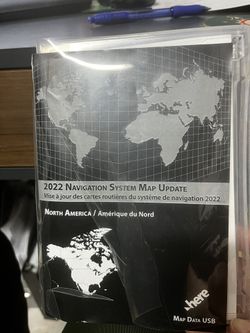 2022 Navigation System Map Update
Mise à jour des cartes routières du système de navigation 2022
North America / Amérique du Nord
here
Map Data USB